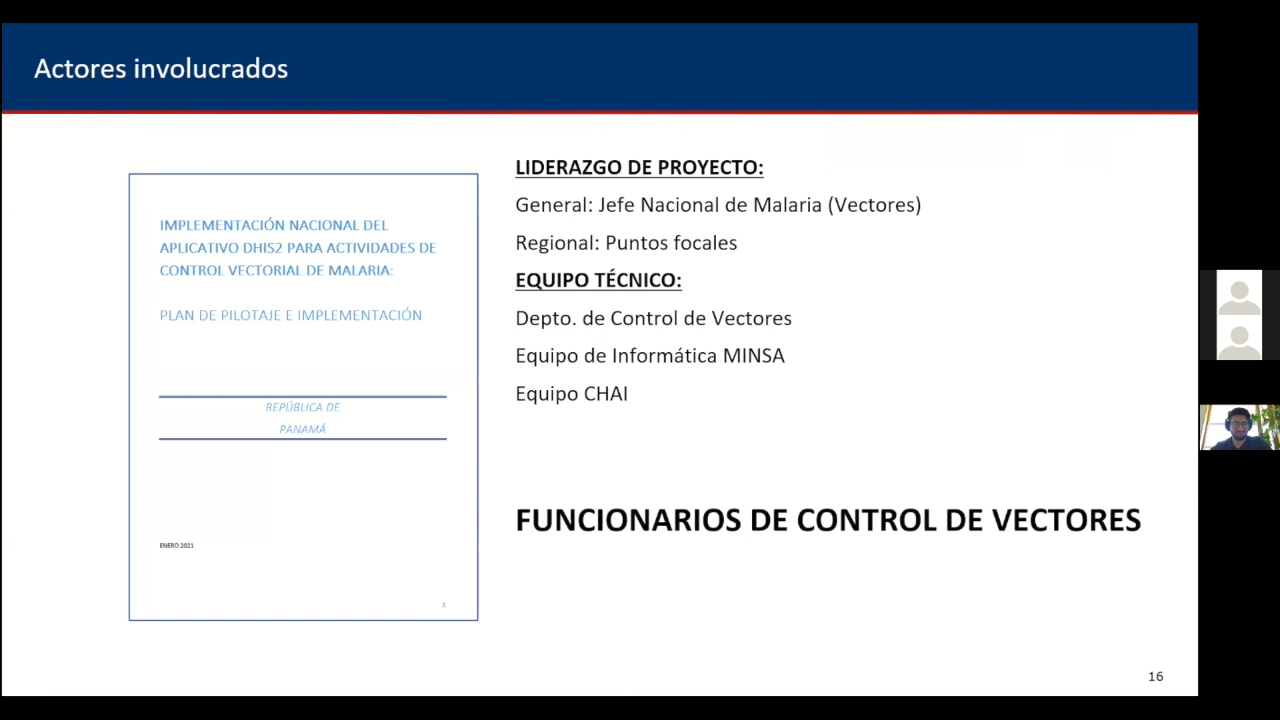 Actores involucrados
IMPLEMENTACIÓN NACIONAL DEL
APLICATIVO DHIS2 PARA ACTIVIDADES DE
CONTROL VECTORIAL DE MALARIA:
PLAN DE PILOTAJE E IMPLEMENTACIÓN
REPÚBLICA DE
PANAMÁ
ENERO 2021
1
LIDERAZGO DE PROYECTO:
General: Jefe Nacional de Malaria (Vectores)
Regional: Puntos focales
EQUIPO TÉCNICO:
Depto. de Control de Vectores
Equipo de Informática MINSA
Equipo CHAI
FUNCIONARIOS DE CONTROL DE VECTORES
16